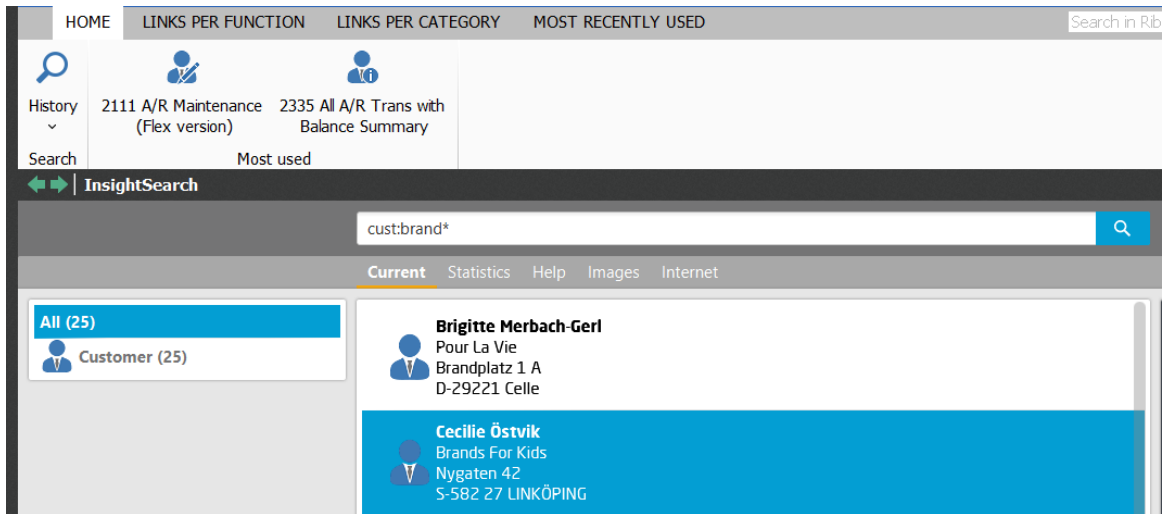 HOME LINKS PER FUNCTION LINKS PER CATEGORY MOST RECENTLY USED Search in Rib
History
2111 A/R Maintenance
(Flex version)
2335 All A/R Trans with
Balance Summary
Search Most used
InsightSearch
cust:brand*
Current Statistics Help Images Internet
All (25)
Customer (25)
Brigitte Merbach-Gerl
Pour La Vie
Brandplatz 1 A
D-29221 Celle
Cecilie Östvik
Brands For Kids
Nygaten 42
S-582 27 LINKÖPING